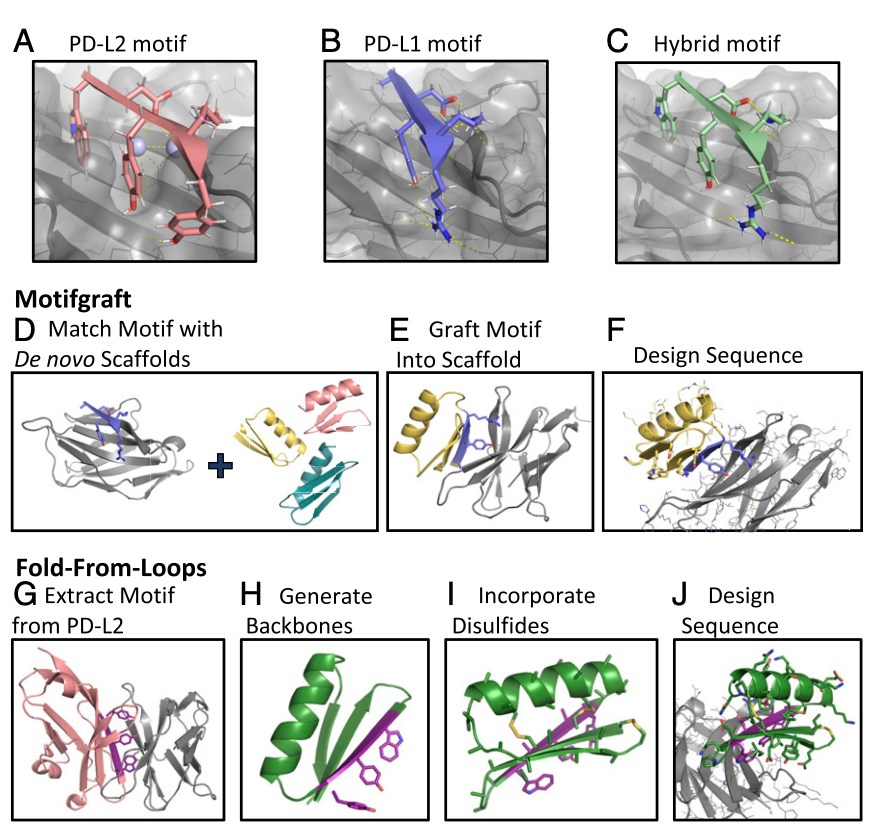 A PD-L2 motif
B PD-L1 motif
C Hybrid motif
Motifgraft
D Match Motif with
De novo Scaffolds
E Graft Motif
Into Scaffold
F Design Sequence
Fold-From-Loops
G Extract Motif
from PD-L2
H Generate
Backbones
I Incorporate
Disulfides
J Design
Sequence